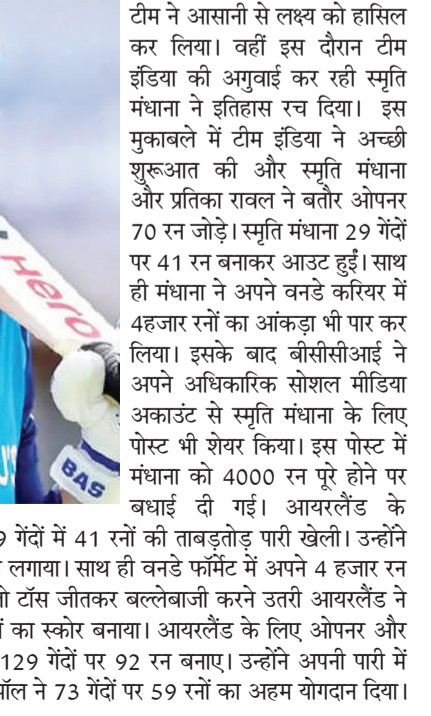 टीम ने आसानी से लक्ष्य को हासिल
कर लिया। वहीं इस दौरान टीम
इंडिया की अगुवाई कर रही स्मृति
मंधाना ने इतिहास रच दिया। इस
मुकाबले में टीम इंडिया ने अच्छी
शुरूआत की और स्मृति मंधाना
और प्रतिका रावल ने बतौर ओपनर
70 रन जोड़े। स्मृति मंधाना 29 गेंदों
पर 41 रन बनाकर आउट हुईं। साथ
ही मंधाना ने अपने वनडे करियर में
4हजार रनों का आंकड़ा भी पार कर
लिया। इसके बाद बीसीसीआई ने
अपने अधिकारिक सोशल मीडिया
अकाउंट से स्मृति मंधाना के लिए
पोस्ट भी शेयर किया। इस पोस्ट में
मंधाना को 4000 रन पूरे होने पर
बधाई दी गई। आयरलैंड के
9 गेंदों में 41 रनों की ताबड़तोड़ पारी खेली। उन्होंने
लगाया। साथ ही वनडे फॉर्मेट में अपने 4 हजार रन
टॉस जीतकर बल्लेबाजी करने उतरी आयरलैंड ने
का स्कोर बनाया। आयरलैंड के लिए ओपनर और
129 गेंदों पर 92 रन बनाए। उन्होंने अपनी पारी में
पॉल ने 73 गेंदों पर 59 रनों का अहम योगदान दिया।
Hero
BAS